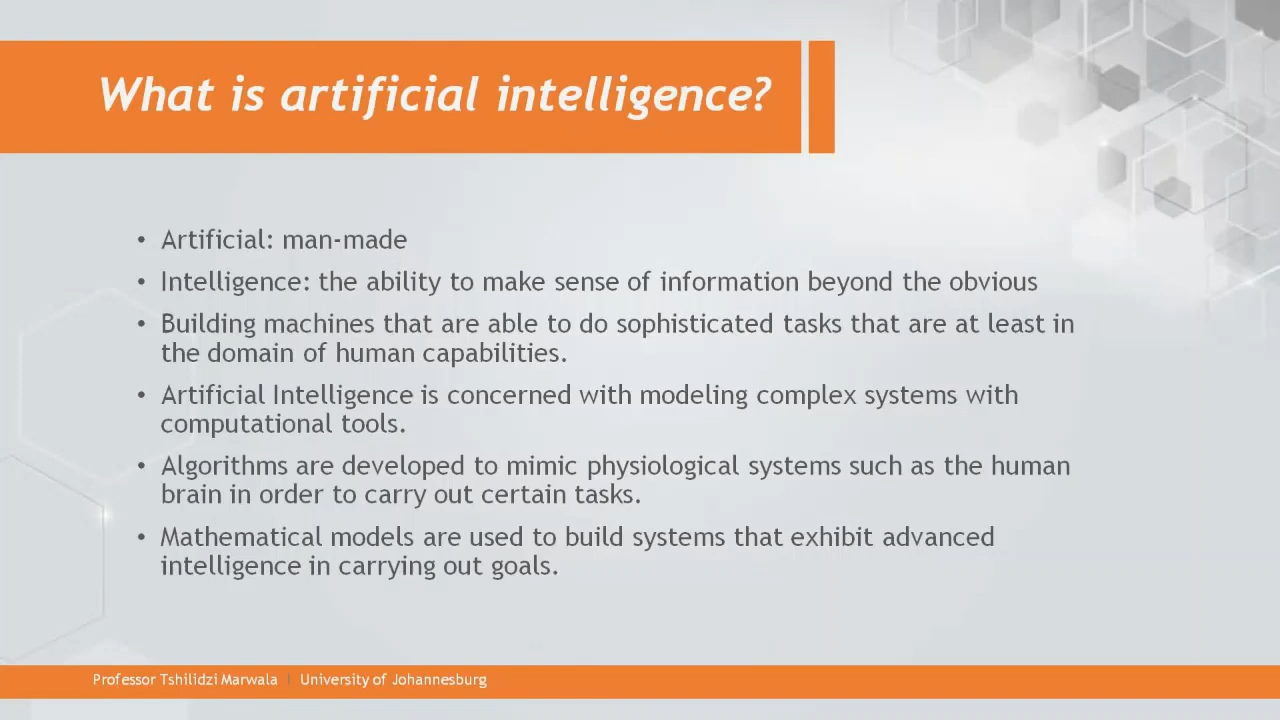 What is artificial intelligence?
• Artificial: man-made
• Intelligence: the ability to make sense of information beyond the obvious
• Building machines that are able to do sophisticated tasks that are at least in
the domain of human capabilities.
• Artificial Intelligence is concerned with modeling complex systems with
computational tools.
• Algorithms are developed to mimic physiological systems such as the human
brain in order to carry out certain tasks.
• Mathematical models are used to build systems that exhibit advanced
intelligence in carrying out goals.
Professor Tshilidzi Marwala | University of Johannesburg